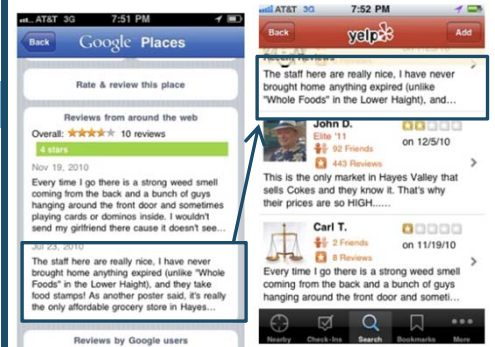 AT&T 3G 7:51 PM
Back Google Places
Rate & review this place
Reviews from around the web
Overall: 10 reviews
4 stars
Nov 19, 2010
Every time I go there is a strong weed smell
coming from the back and a bunch of guys
hanging around the front door and sometimes
playing cards or dominos inside. I wouldn't
send my girlfriend there cause it doesn't see...
Jul 23, 2010
The staff here are really nice, I have never
brought home anything expired (unlike "Whole
Foods" in the Lower Haight), and they take
food stamps! As another poster said, it's really
the only affordable grocery store in Hayes...
Reviews by Google users
AT&T 3G 7:52 PM
Back yelp Add
Recent Reviews
The staff here are really nice, I have never
brought home anything expired (unlike
"Whole Foods" in the Lower Haight), and...
John D.
Elite '11
92 Friends
on 12/5/10
443 Reviews
This is the only market in Hayes Valley that
sells Cokes and they know it. That's why
their prices are so HIGH......
Carl T.
2 Friends
on 11/19/10
8 Reviews
Every time I go there is a strong weed smell
coming from the back and a bunch of guys
hanging around the front door and someti...
Nearby Check-Ins Search Bookmarks More